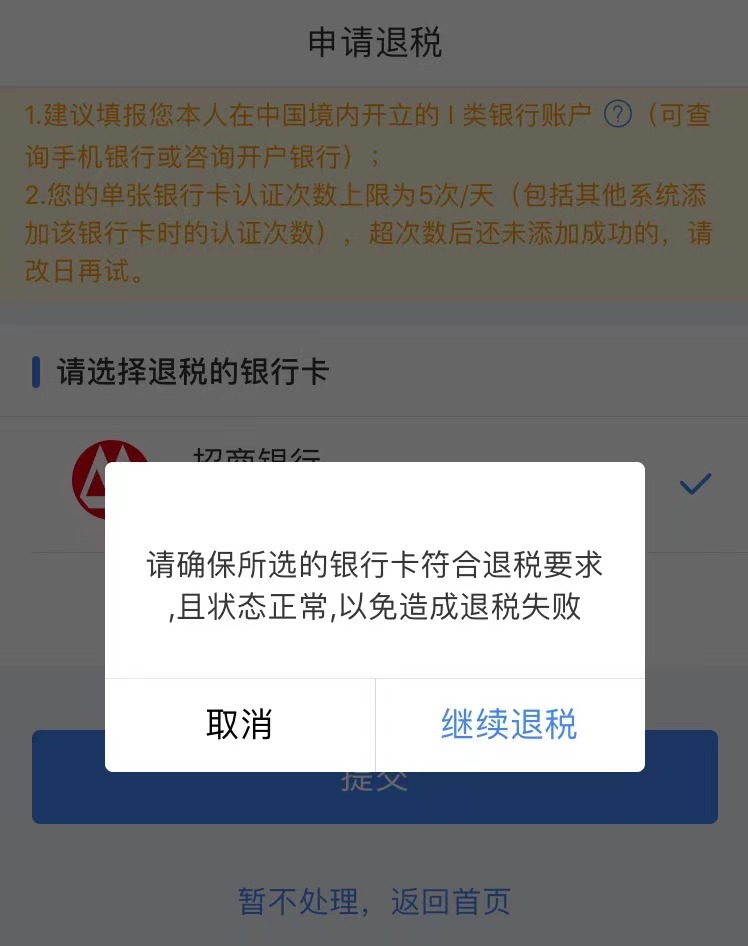 申请退税
1.建议填报您本人在中国境内开立的 I 类银行账户 ? （可查
询手机银行或咨询开户银行）；
2.您的单张银行卡认证次数上限为5次/天（包括其他系统添
加该银行卡时的认证次数），超次数后还未添加成功的，请
改日再试。
请选择退税的银行卡
招商银行
请确保所选的银行卡符合退税要求
,且状态正常,以免造成退税失败
取消
继续退税
提交
暂不处理，返回首页